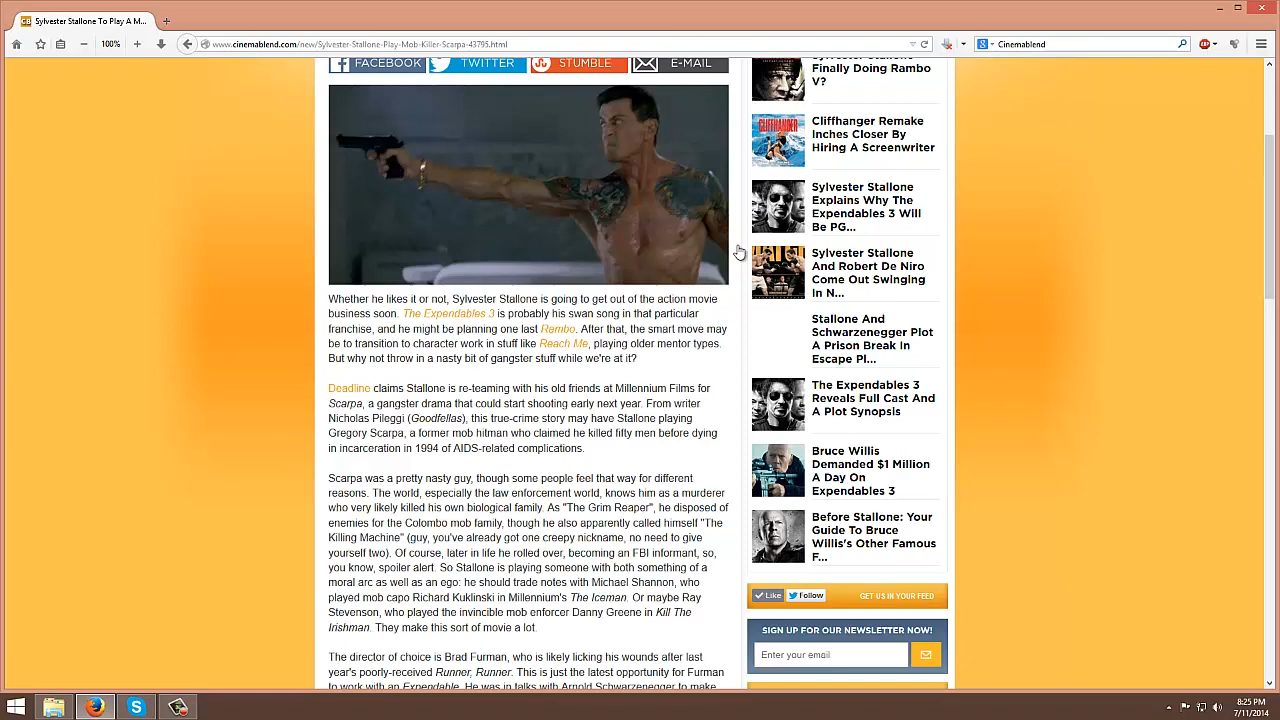 Sylvester Stallone To Play A M...
100%
www.cinemablend.com/new/Sylvester-Stallone-Play-Mob-Killer-Scarpa-43795.html
Cinemablend
FACEBOOK
TWITTER
STUMBLE
E-MAIL
Whether he likes it or not, Sylvester Stallone is going to get out of the action movie
business soon. The Expendables 3 is probably his swan song in that particular
franchise, and he might be planning one last Rambo. After that, the smart move may
be to transition to character work in stuff like Reach Me, playing older mentor types.
But why not throw in a nasty bit of gangster stuff while we're at it?
Deadline claims Stallone is re-teaming with his old friends at Millennium Films for
Scarpa, a gangster drama that could start shooting early next year. From writer
Nicholas Pileggi (Goodfellas), this true-crime story may have Stallone playing
Gregory Scarpa, a former mob hitman who claimed he killed fifty men before dying
in incarceration in 1994 of AIDS-related complications.
Scarpa was a pretty nasty guy, though some people feel that way for different
reasons. The world, especially the law enforcement world, knows him as a murderer
who very likely killed his own biological family. As "The Grim Reaper", he disposed of
enemies for the Colombo mob family, though he also apparently called himself "The
Killing Machine" (guy, you've already got one creepy nickname, no need to give
yourself two). Of course, later in life he rolled over, becoming an FBI informant, so,
you know, spoiler alert. So Stallone is playing someone with both something of a
moral arc as well as an ego: he should trade notes with Michael Shannon, who
played mob capo Richard Kuklinski in Millennium's The Iceman. Or maybe Ray
Stevenson, who played the invincible mob enforcer Danny Greene in Kill The
Irishman. They make this sort of movie a lot.
The director of choice is Brad Furman, who is likely licking his wounds after last
year's poorly-received Runner, Runner. This is just the latest opportunity for Furman
to work with an Expendable. He was in talks with Arnold Schwarzenegger to make
Sylvester Stallone
Finally Doing Rambo
V?
CLIFFHANGER
Cliffhanger Remake
Inches Closer By
Hiring A Screenwriter
Sylvester Stallone
Explains Why The
Expendables 3 Will
Be PG...
Sylvester Stallone
And Robert De Niro
Come Out Swinging
In N...
Stallone And
Schwarzenegger Plot
A Prison Break In
Escape Pl...
The Expendables 3
Reveals Full Cast And
A Plot Synopsis
Bruce Willis
Demanded $1 Million
A Day On
Expendables 3
Before Stallone: Your
Guide To Bruce
Willis's Other Famous
F...
Like
Follow
GET US IN YOUR FEED
SIGN UP FOR OUR NEWSLETTER NOW!
Enter your email
8:25 PM
7/11/2014